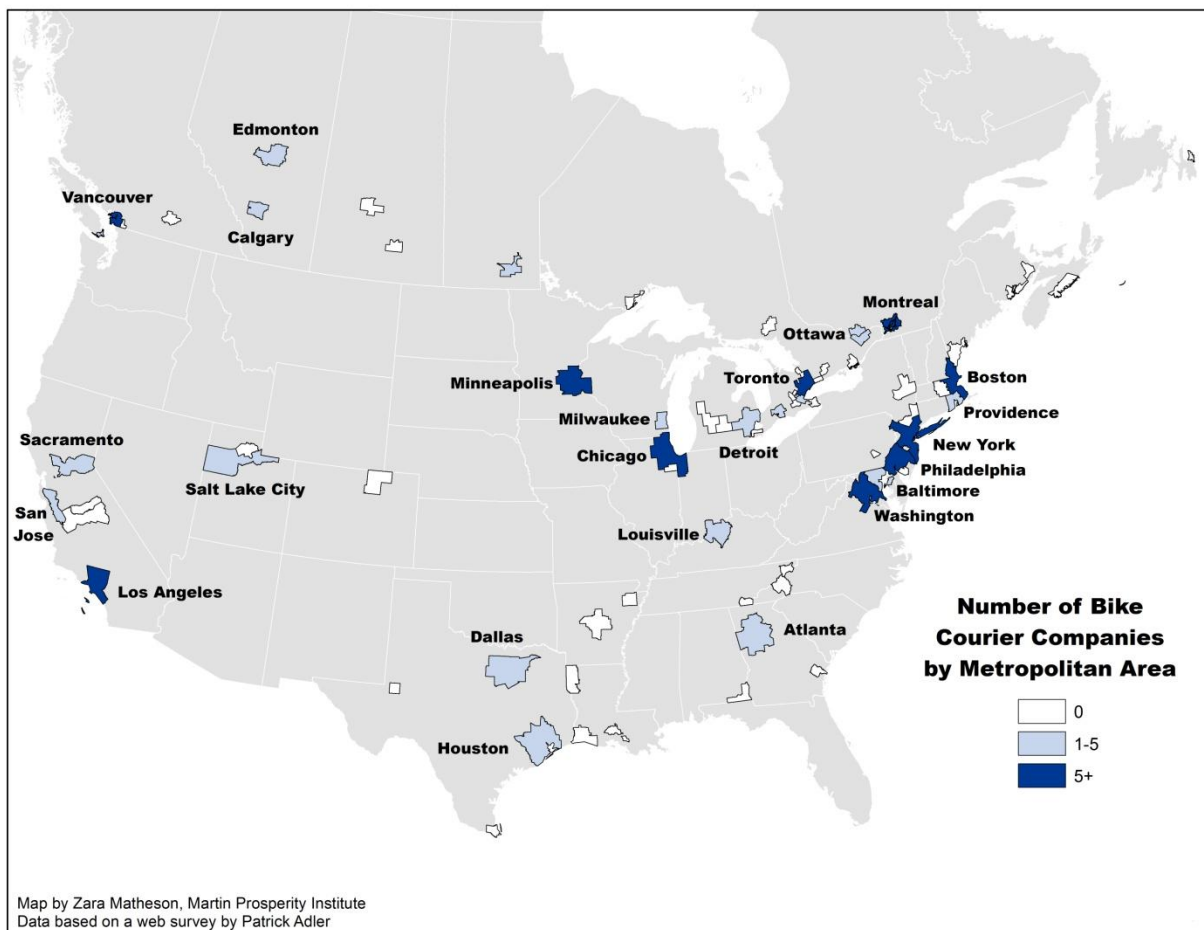 Edmonton
Vancouver
Calgary
Montreal
Ottawa
Minneapolis
Toronto
Boston
Milwaukee
Providence
Sacramento
New York
Chicago
Detroit
Philadelphia
Salt Lake City
Baltimore
San
Jose
Washington
Louisville
Los Angeles
Number of Bike
Courier Companies
by Metropolitan Area
Dallas
Atlanta
0
1-5
5+
Houston
Map by Zara Matheson, Martin Prosperity Institute
Data based on a web survey by Patrick Adler